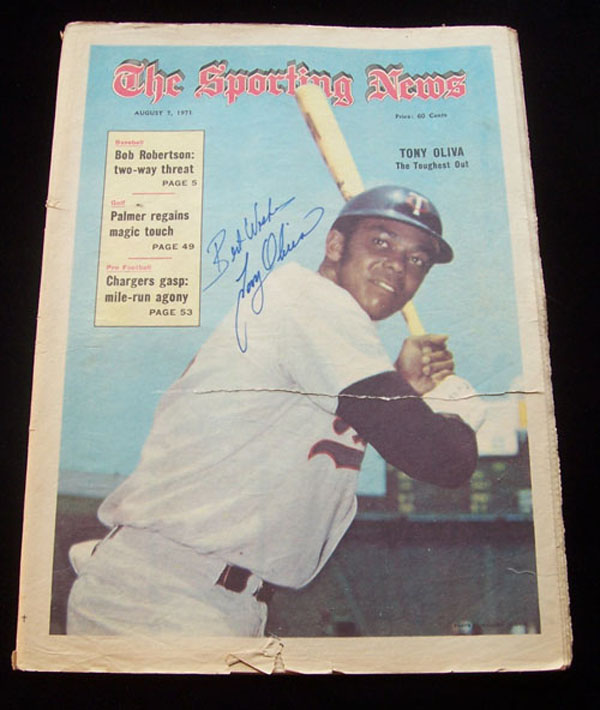 The Sporting News
AUGUST 7, 1971
Price: 60 Cents
Baseball
Bob Robertson:
two-way threat
PAGE 5
Golf
Palmer regains
magic touch
PAGE 49
Pro Football
Chargers gasp:
mile-run agony
PAGE 53
TONY OLIVA
The Toughest Out
T
Best Wishes
Tony Oliva